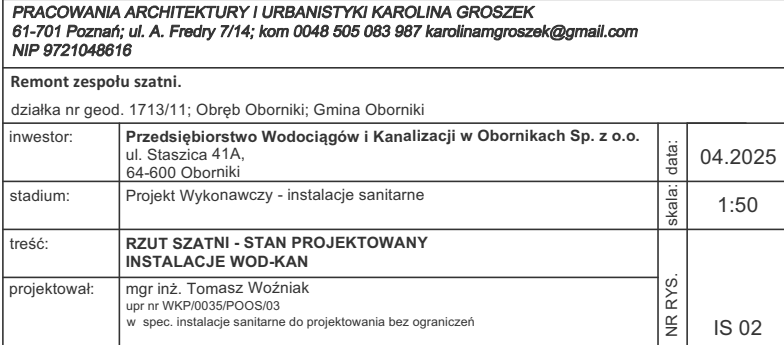 PRACOWANIA ARCHITEKTURY I URBANISTYKI KAROLINA GROSZEK
61-701 Poznań; ul. A. Fredry 7/14; kom 0048 505 083 987 karolinamgroszek@gmail.com
NIP 9721048616
Remont zespołu szatni.
działka nr geod. 1713/11; Obręb Oborniki; Gmina Oborniki
inwestor:
Przedsiębiorstwo Wodociągów i Kanalizacji w Obornikach Sp. z o.o.
ul. Staszica 41A,
64-600 Oborniki
data:
04.2025
stadium:
Projekt Wykonawczy - instalacje sanitarne
skala:
1:50
treść:
RZUT SZATNI - STAN PROJEKTOWANY
INSTALACJE WOD-KAN
projektował:
mgr inż. Tomasz Woźniak
upr nr WKP/0035/POOS/03
w spec. instalacje sanitarne do projektowania bez ograniczeń
NR RYS.
IS 02